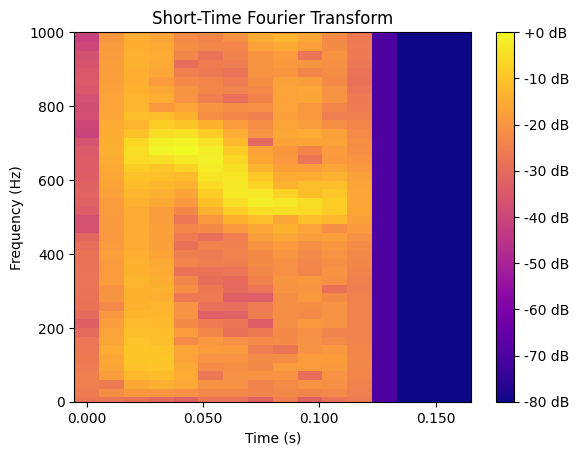 Short-Time Fourier Transform
1000
800
600
400
200
0
Frequency (Hz)
0.000
0.050
0.100
0.150
Time (s)
+0 dB
-10 dB
-20 dB
-30 dB
-40 dB
-50 dB
-60 dB
-70 dB
-80 dB